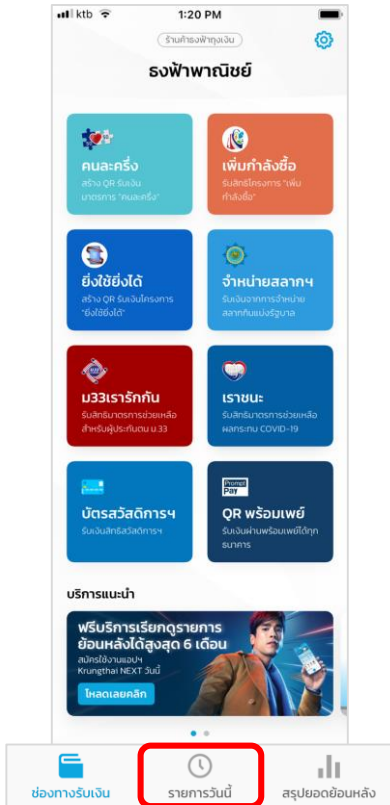 ktb
1:20 PM
ร้านค้าธงฟ้าถุงเงิน
ธงฟ้าพาณิชย์
คนละครึ่ง
สร้าง QR รับเงิน
มาตรการ "คนละครึ่ง"
เพิ่มกำลังซื้อ
รับสิทธิโครงการ "เพิ่ม
กำลังซื้อ"
ยิ่งใช้ยิ่งได้
สร้าง QR รับเงินโครงการ
"ยิ่งใช้ยิ่งได้"
จำหน่ายสลากฯ
รับเงินจากการจำหน่าย
สลากกินแบ่งรัฐบาล
ม33เรารักกัน
รับสิทธิมาตรการช่วยเหลือ
สำหรับผู้ประกันตน ม.33
เราชนะ
รับสิทธิมาตรการช่วยเหลือ
ผลกระทบ COVID-19
บัตรสวัสดิการฯ
รับเงินสิทธิสวัสดิการฯ
Prompt
Pay
QR พร้อมเพย์
รับเงินผ่านพร้อมเพย์ได้ทุก
ธนาคาร
บริการแนะนำ
ฟรีบริการเรียกดูรายการ
ย้อนหลังได้สูงสุด 6 เดือน
สมัครใช้งานแอปฯ
Krungthai NEXT วันนี้
โหลดเลยคลิก
ช่องทางรับเงิน
รายการวันนี้
สรุปยอดย้อนหลัง